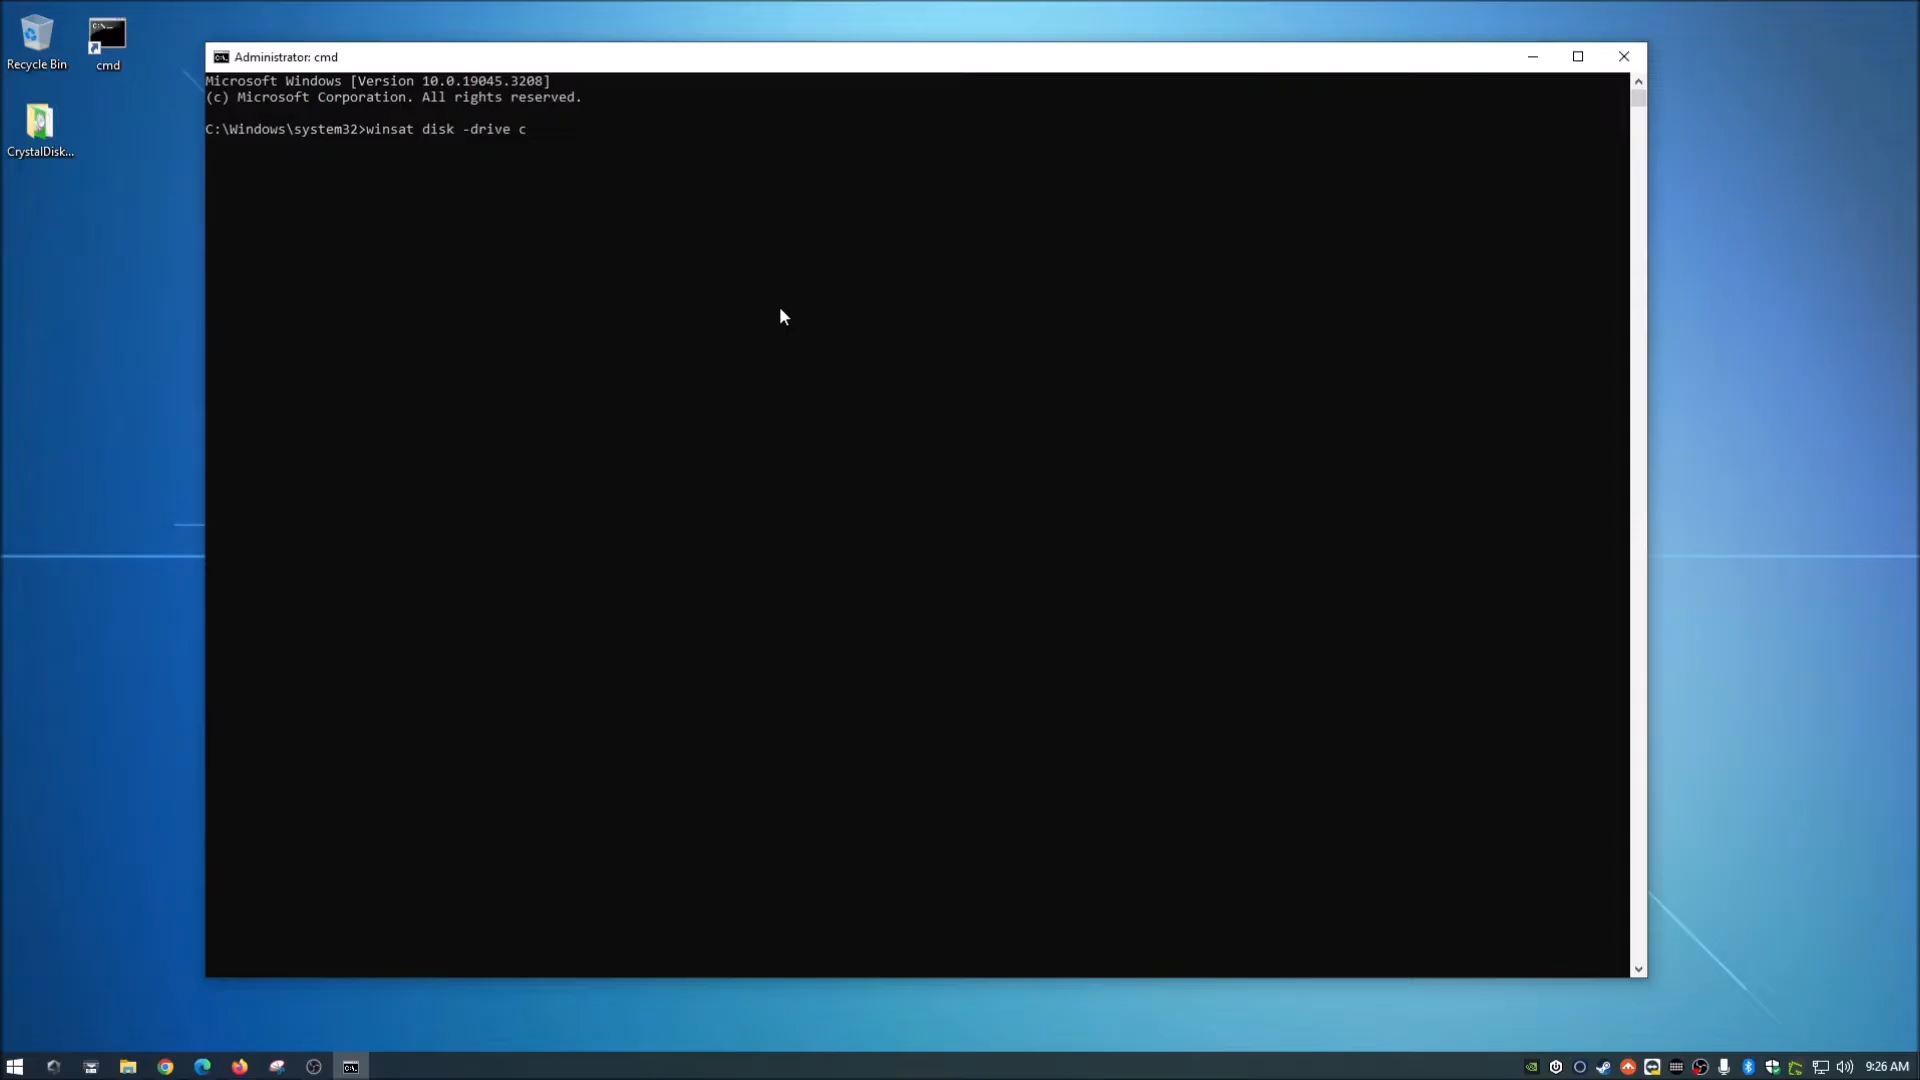 Recycle Bin
cmd
CrystalDisk...
Administrator: cmd
Microsoft Windows [Version 10.0.19045.3208]
(c) Microsoft Corporation. All rights reserved.
C:\Windows\system32>winsat disk -drive c
9:26 AM